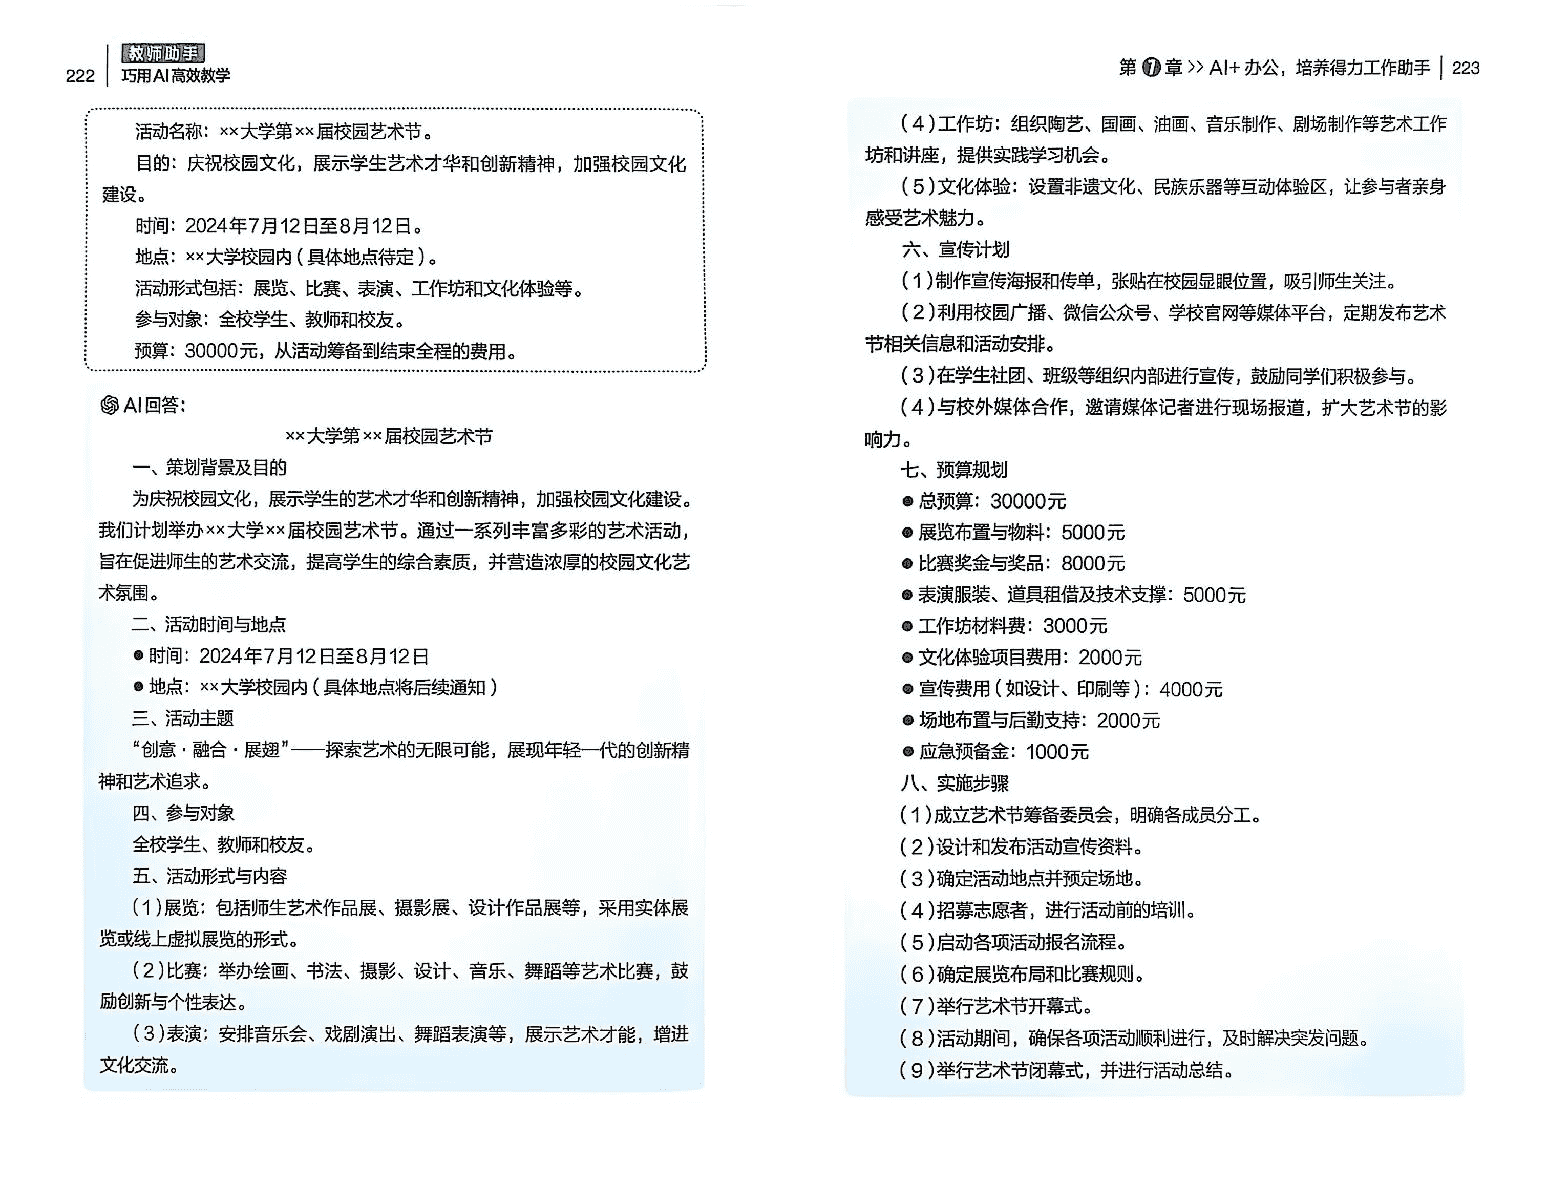 222
教师助手
巧用AI高效教学
活动名称：××大学第××届校园艺术节。
目的：庆祝校园文化，展示学生艺术才华和创新精神，加强校园文化
建设。
时间：2024年7月12日至8月12日。
地点：××大学校园内（具体地点待定）。
活动形式包括：展览、比赛、表演、工作坊和文化体验等。
参与对象：全校学生、教师和校友。
预算：30000元，从活动筹备到结束全程的费用。
AI回答：
××大学第××届校园艺术节
一、策划背景及目的
为庆祝校园文化，展示学生的艺术才华和创新精神，加强校园文化建设。
我们计划举办××大学××届校园艺术节。通过一系列丰富多彩的艺术活动，
旨在促进师生的艺术交流，提高学生的综合素质，并营造浓厚的校园文化艺
术氛围。
二、活动时间与地点
●时间：2024年7月12日至8月12日
●地点：××大学校园内（具体地点将后续通知）
三、活动主题
“创意·融合·展翅”——探索艺术的无限可能，展现年轻一代的创新精
神和艺术追求。
四、参与对象
全校学生、教师和校友。
五、活动形式与内容
（1）展览：包括师生艺术作品展、摄影展、设计作品展等，采用实体展
览或线上虚拟展览的形式。
（2）比赛：举办绘画、书法、摄影、设计、音乐、舞蹈等艺术比赛，鼓
励创新与个性表达。
（3）表演：安排音乐会、戏剧演出、舞蹈表演等，展示艺术才能，增进
文化交流。
第7章>>AI+办公，培养得力工作助手 223
（4）工作坊：组织陶艺、国画、油画、音乐制作、剧场制作等艺术工作
坊和讲座，提供实践学习机会。
（5）文化体验：设置非遗文化、民族乐器等互动体验区，让参与者亲身
感受艺术魅力。
六、宣传计划
（1）制作宣传海报和传单，张贴在校园显眼位置，吸引师生关注。
（2）利用校园广播、微信公众号、学校官网等媒体平台，定期发布艺术
节相关信息和活动安排。
（3）在学生社团、班级等组织内部进行宣传，鼓励同学们积极参与。
（4）与校外媒体合作，邀请媒体记者进行现场报道，扩大艺术节的影
响力。
七、预算规划
●总预算：30000元
●展览布置与物料：5000元
●比赛奖金与奖品：8000元
●表演服装、道具租借及技术支撑：5000元
●工作坊材料费：3000元
●文化体验项目费用：2000元
●宣传费用（如设计、印刷等）：4000元
●场地布置与后勤支持：2000元
●应急预备金：1000元
八、实施步骤
（1）成立艺术节筹备委员会，明确各成员分工。
（2）设计和发布活动宣传资料。
（3）确定活动地点并预定场地。
（4）招募志愿者，进行活动前的培训。
（5）启动各项活动报名流程。
（6）确定展览布局和比赛规则。
（7）举行艺术节开幕式。
（8）活动期间，确保各项活动顺利进行，及时解决突发问题。
（9）举行艺术节闭幕式，并进行活动总结。